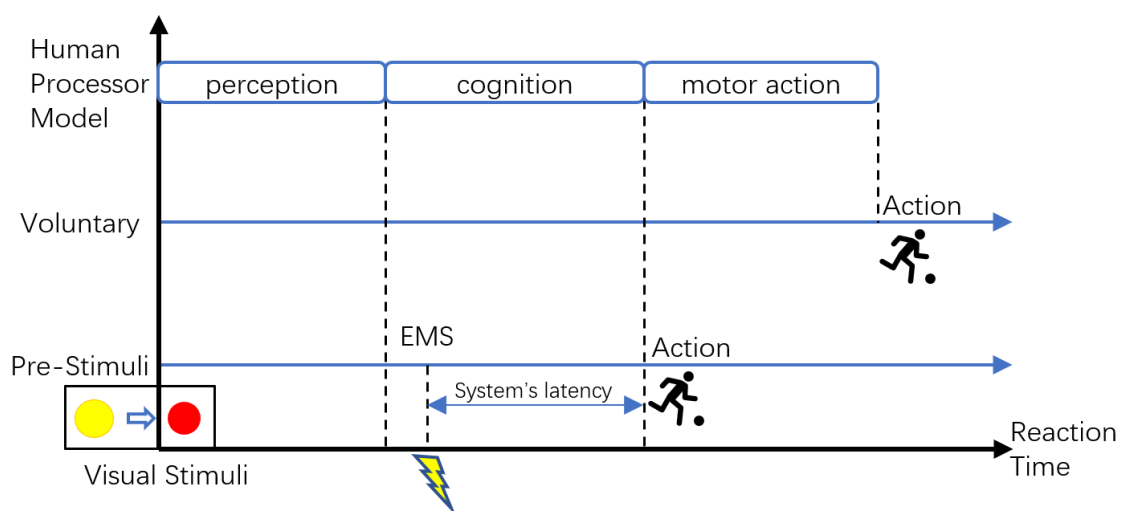 Human
Processor
Model
perception
cognition
motor action
Voluntary
Action
EMS
Pre-Stimuli
Action
System's latency
Reaction
Time
Visual Stimuli